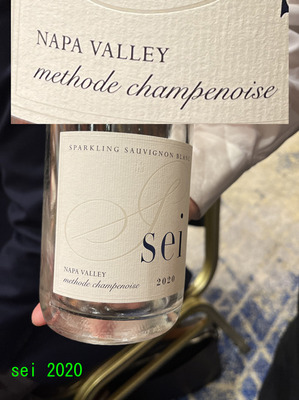 NAPA VALLEY
methode champenoise
SPARKLING SAUVIGNON BLANC
sei
NAPA VALLEY
methode champenoise 2020
sei 2020